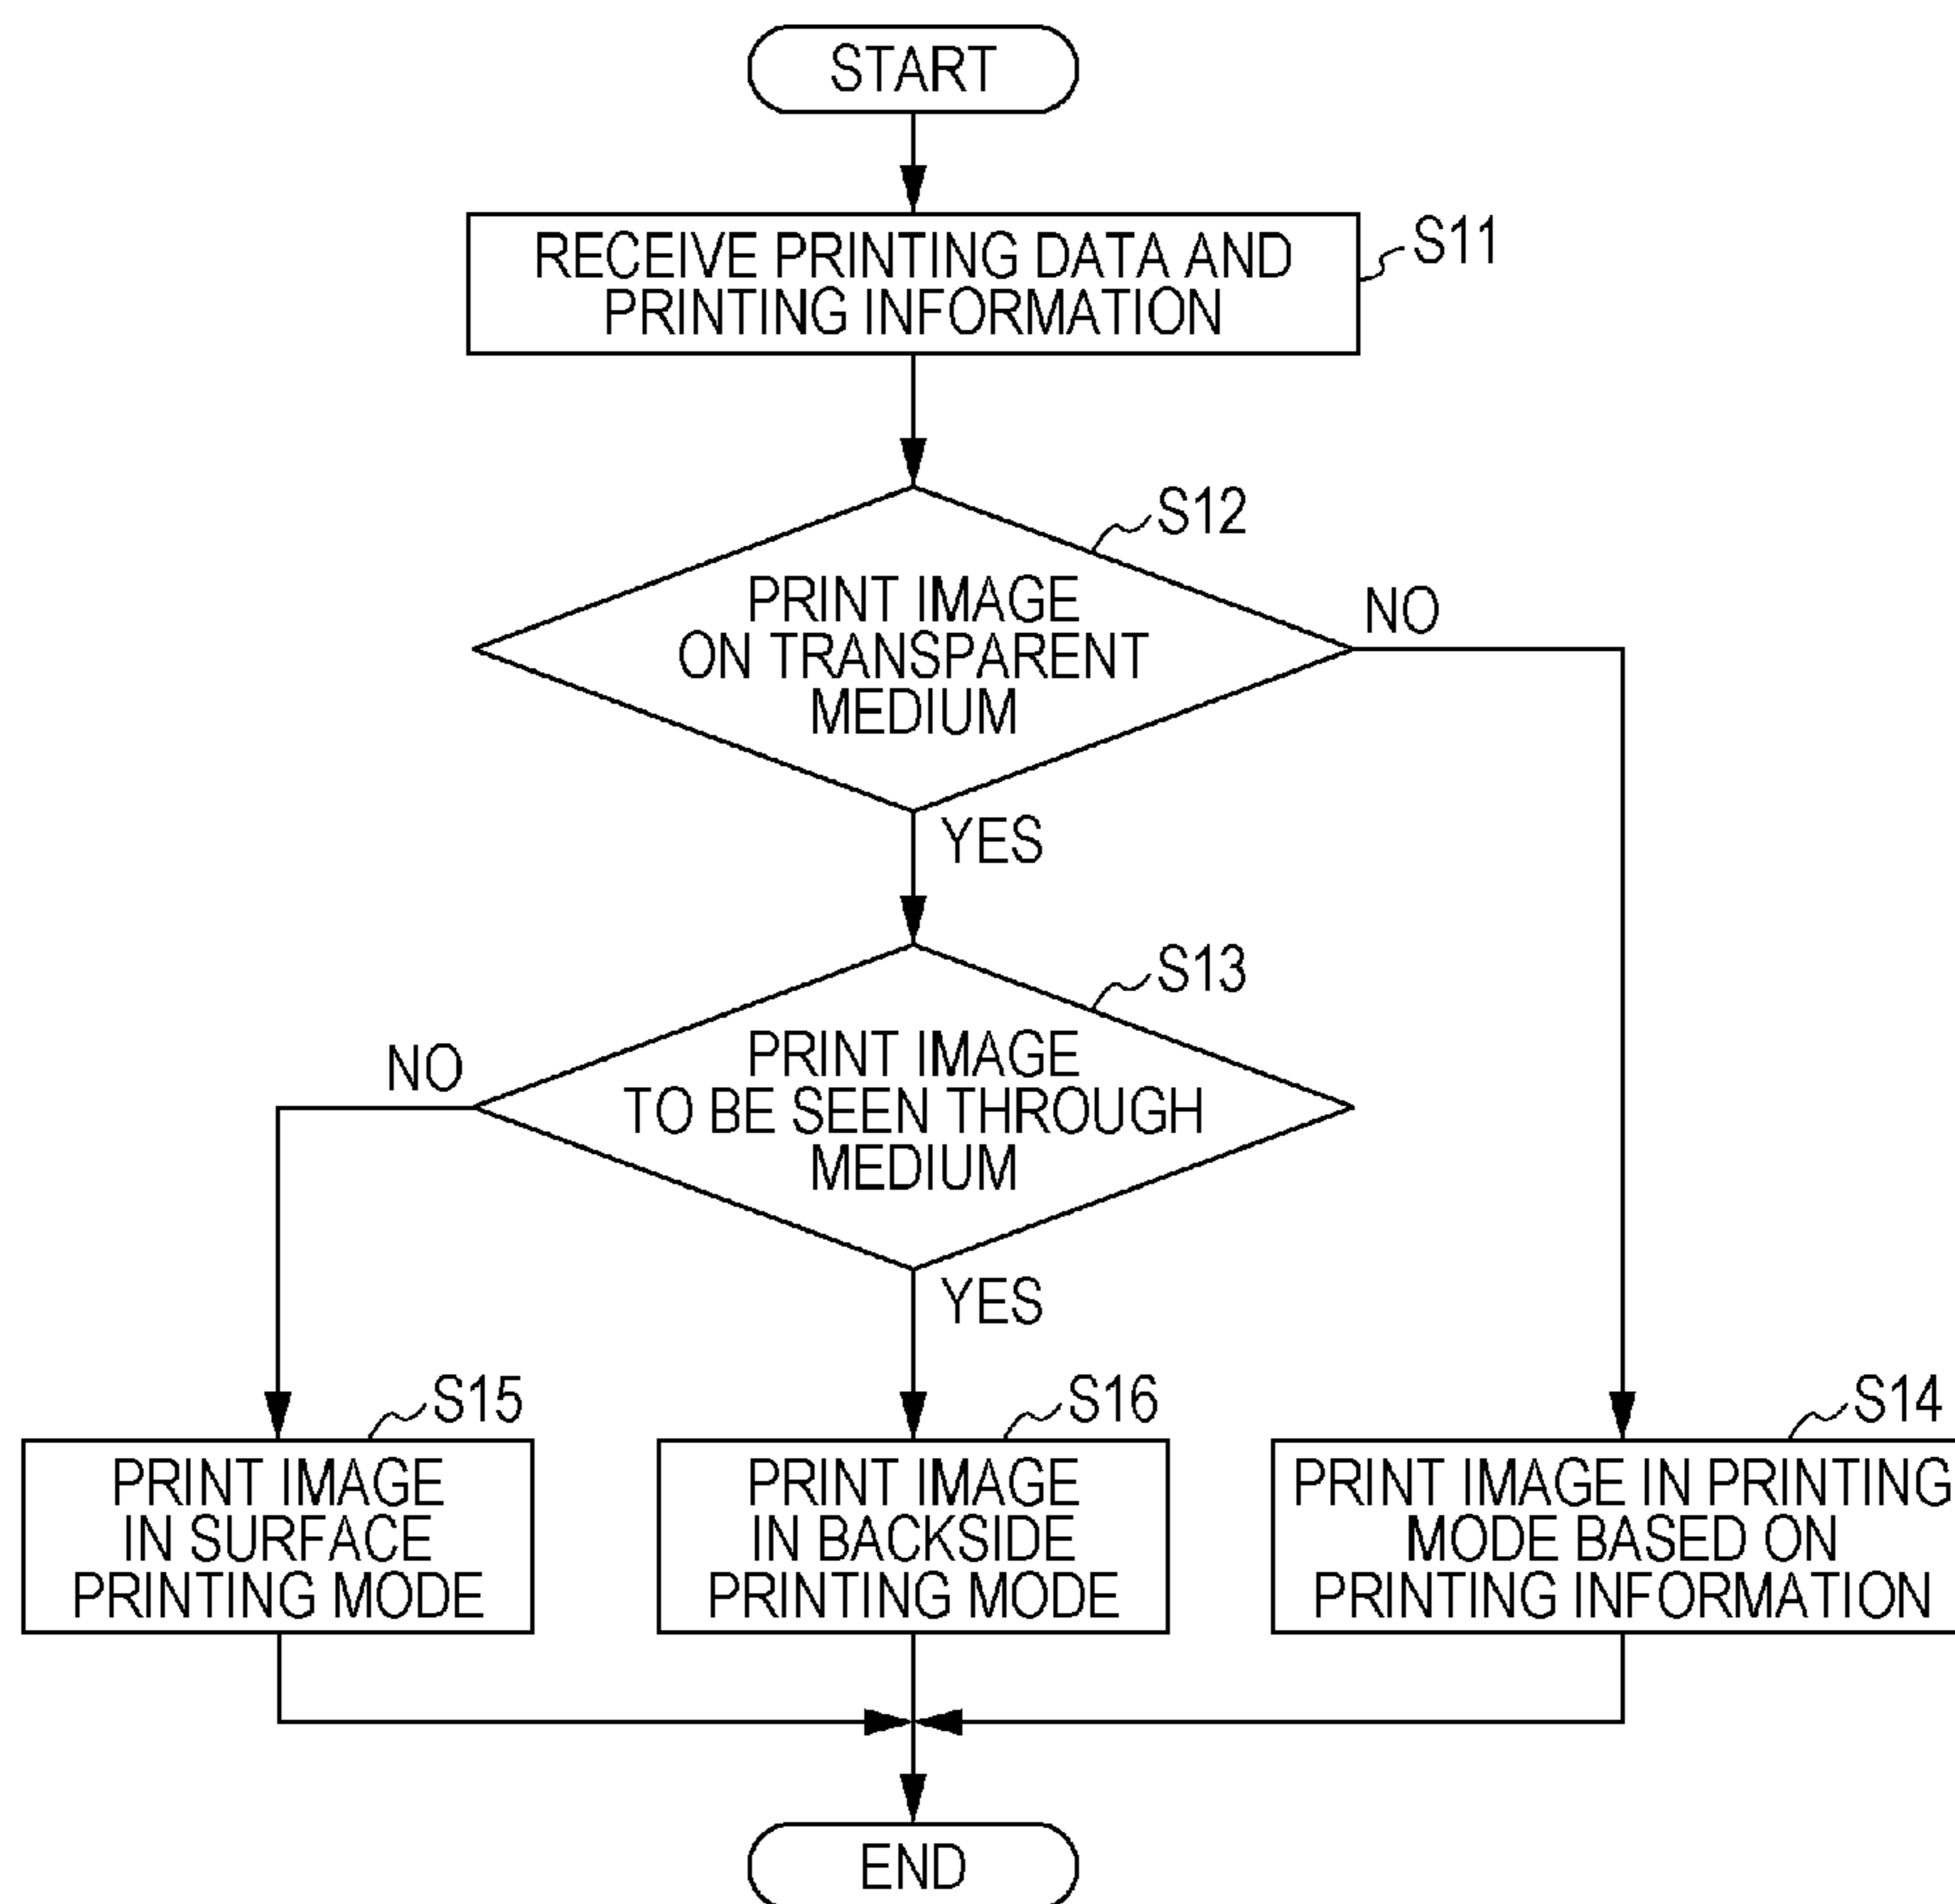 START
RECEIVE PRINTING DATA AND
PRINTING INFORMATION
S11
S12
PRINT IMAGE
ON TRANSPARENT
MEDIUM
NO
YES
S13
PRINT IMAGE
TO BE SEEN THROUGH
MEDIUM
NO
YES
S15
PRINT IMAGE
IN SURFACE
PRINTING MODE
S16
PRINT IMAGE
IN BACKSIDE
PRINTING MODE
S14
PRINT IMAGE IN PRINTING
MODE BASED ON
PRINTING INFORMATION
END